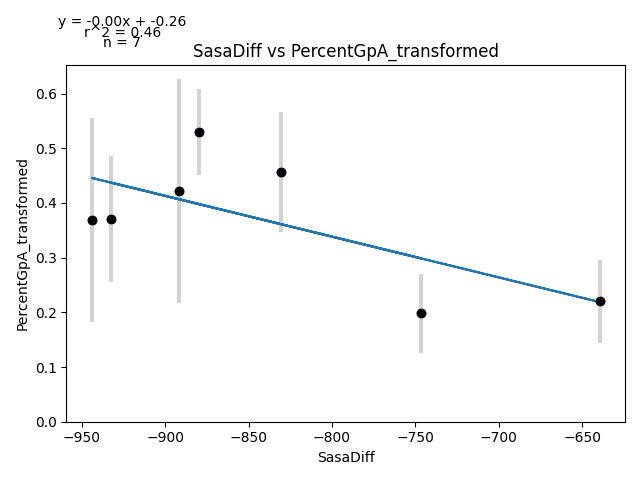 y = -0.00x + -0.26
r^2 = 0.46
n = 7
SasaDiff vs PercentGpA_transformed
0.6
0.5
0.4
0.3
0.2
0.1
0.0
PercentGpA_transformed
−950 −900 −850 −800 −750 −700 −650
SasaDiff